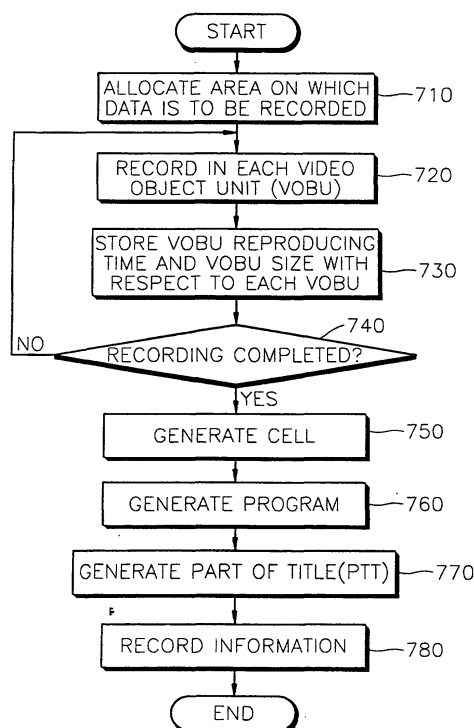 START
ALLOCATE AREA ON WHICH
DATA IS TO BE RECORDED
710
RECORD IN EACH VIDEO
OBJECT UNIT (VOBU)
720
STORE VOBU REPRODUCING
TIME AND VOBU SIZE WITH
RESPECT TO EACH VOBU
730
740
NO
RECORDING COMPLETED?
YES
GENERATE CELL
750
GENERATE PROGRAM
760
GENERATE PART OF TITLE(PTT)
770
RECORD INFORMATION
780
END